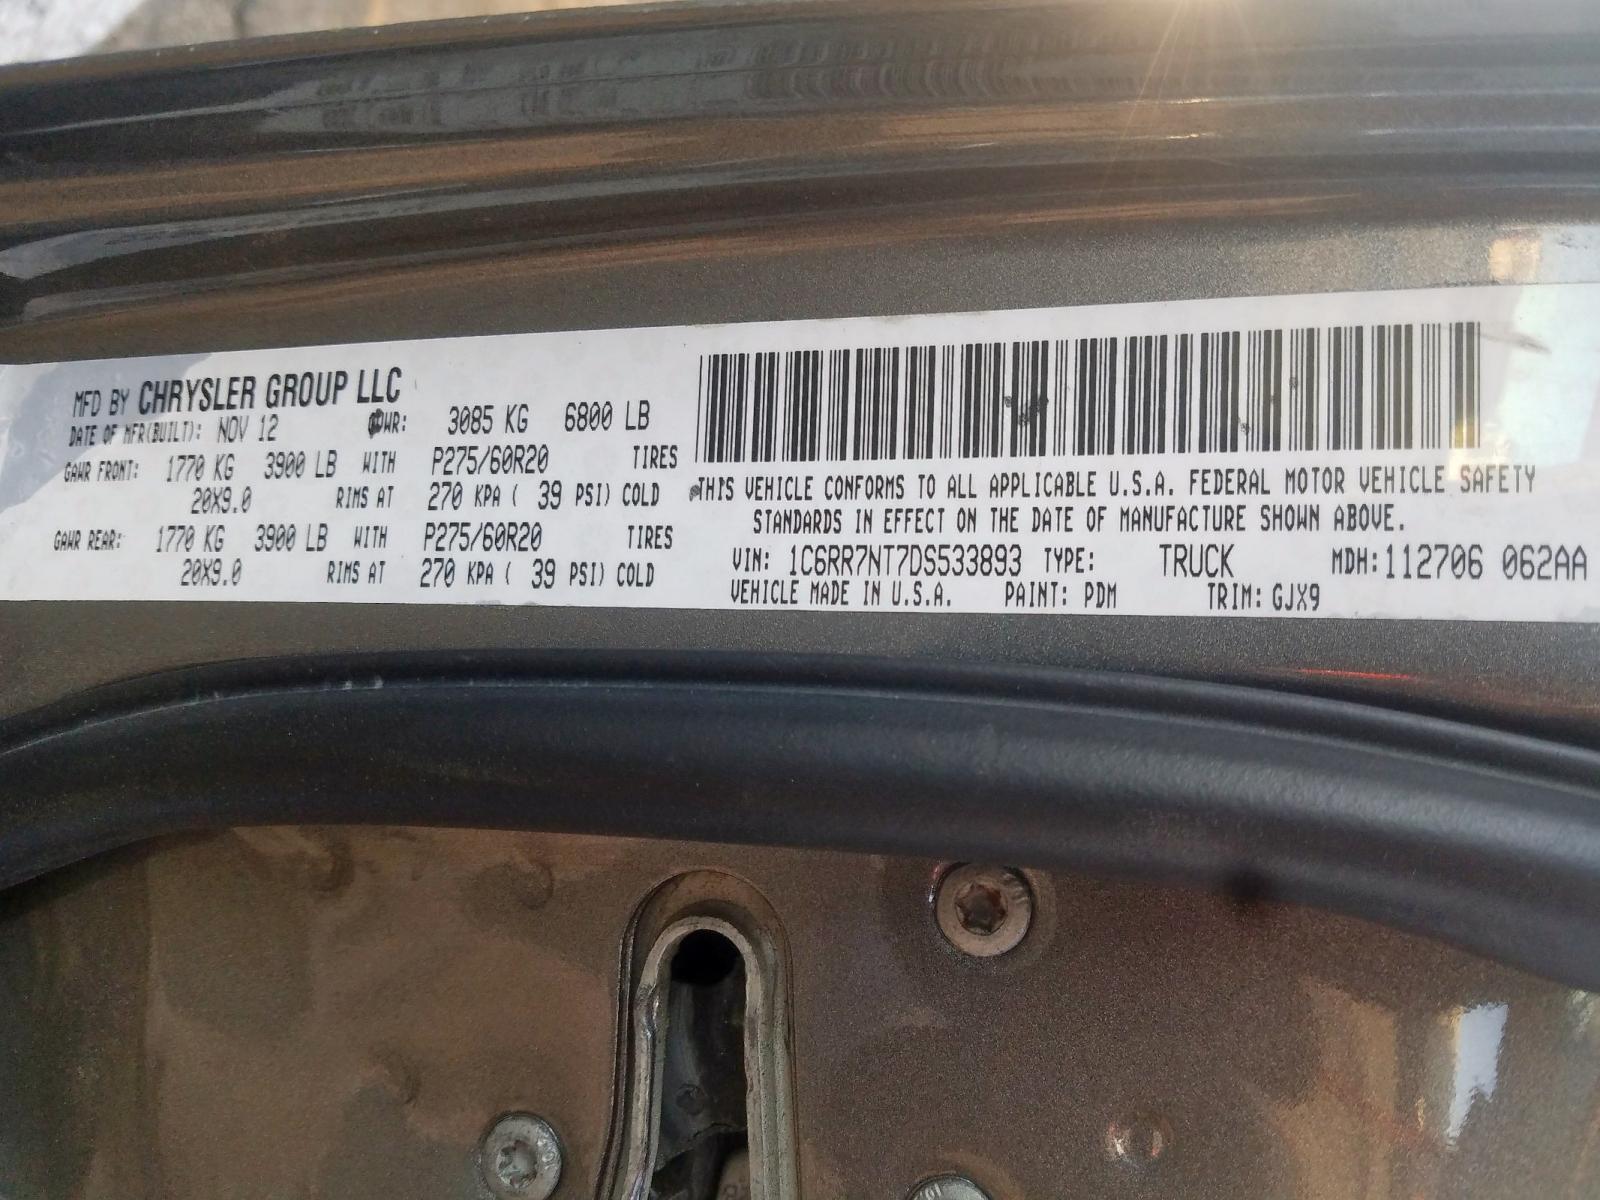 MFD BY CHRYSLER GROUP LLC
DATE OF MFR(BUILT): NOV 12 GVWR: 3085 KG 6800 LB
GAWR FRONT: 1770 KG 3900 LB WITH P275/60R20 TIRES
20X9.0 RIMS AT 270 KPA ( 39 PSI) COLD
GAWR REAR: 1770 KG 3900 LB WITH P275/60R20 TIRES
20X9.0 RIMS AT 270 KPA ( 39 PSI) COLD
THIS VEHICLE CONFORMS TO ALL APPLICABLE U.S.A. FEDERAL MOTOR VEHICLE SAFETY
STANDARDS IN EFFECT ON THE DATE OF MANUFACTURE SHOWN ABOVE.
VIN: 1C6RR7NT7DS533893 TYPE: TRUCK MDH:112706 062AA
VEHICLE MADE IN U.S.A. PAINT: PDM TRIM: GJX9